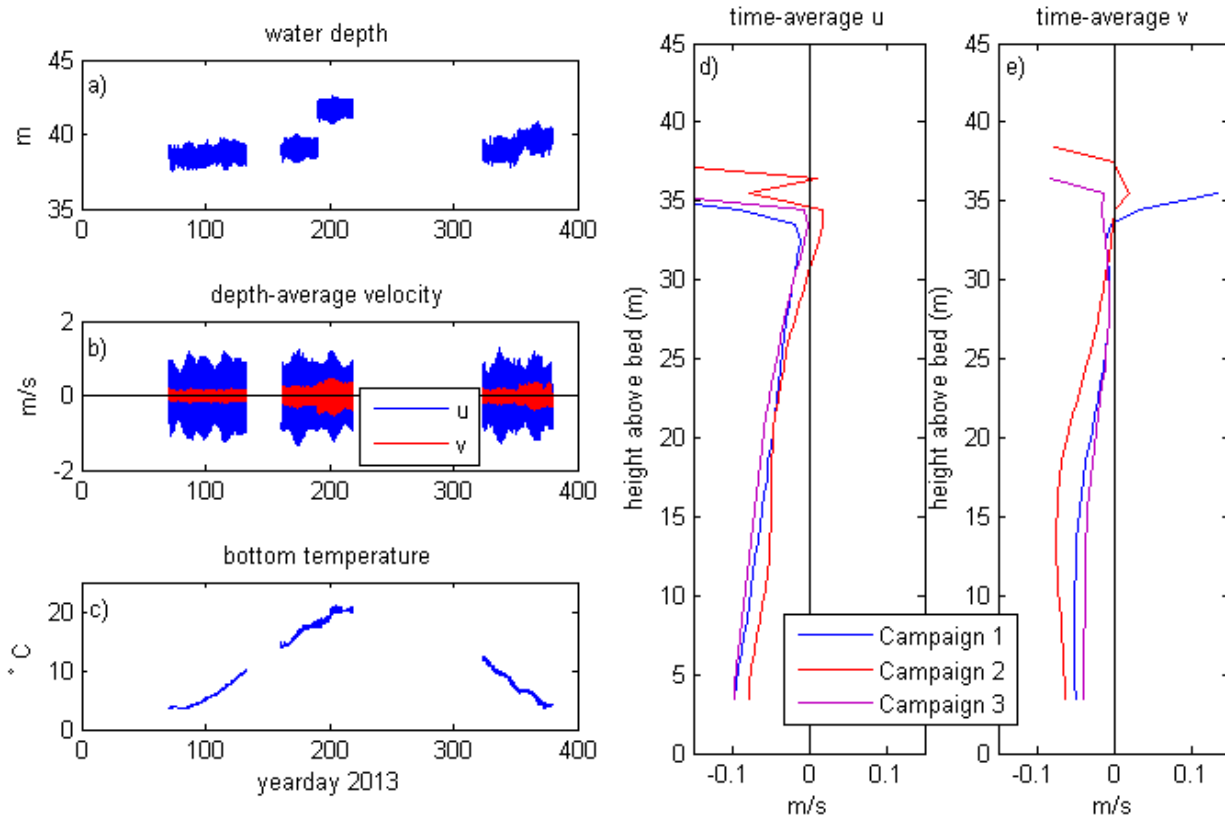 water depth
a)
m
45
40
35
0
100
200
300
400
depth-average velocity
b)
m/s
2
0
-2
u
v
0
100
200
300
400
bottom temperature
c)
°C
20
10
0
0
100
200
300
400
yearday 2013
time-average u
d)
height above bed (m)
45
40
35
30
25
20
15
10
5
0
-0.1
0
0.1
m/s
time-average v
e)
height above bed (m)
45
40
35
30
25
20
15
10
5
0
-0.1
0
0.1
m/s
Campaign 1
Campaign 2
Campaign 3